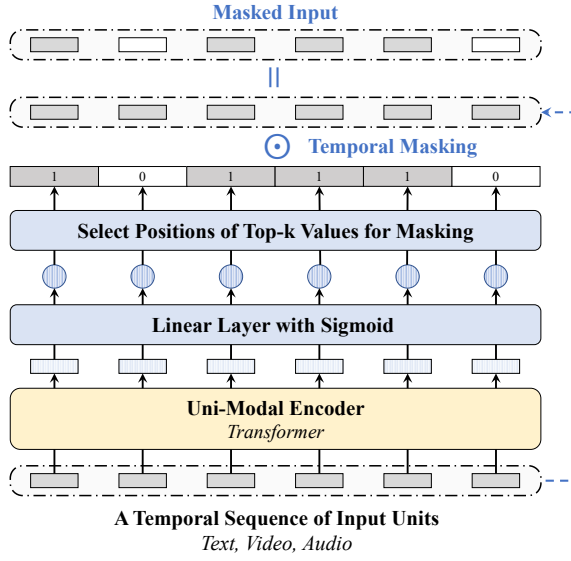 Masked Input
Temporal Masking
1 0 1 1 1 0
Select Positions of Top-k Values for Masking
Linear Layer with Sigmoid
Uni-Modal Encoder
Transformer
A Temporal Sequence of Input Units
Text, Video, Audio